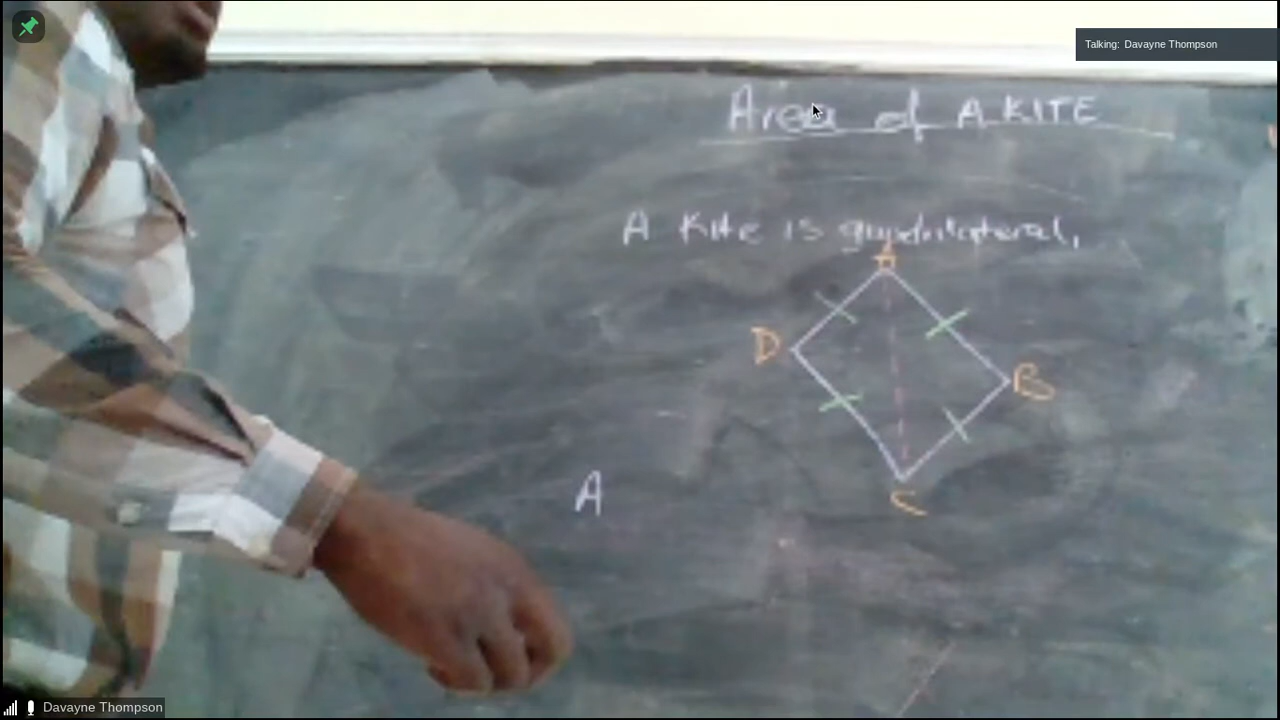 Talking: Davayne Thompson
Area of A KITE
A Kite is quadrilateral,
A
D
B
C
A
Davayne Thompson